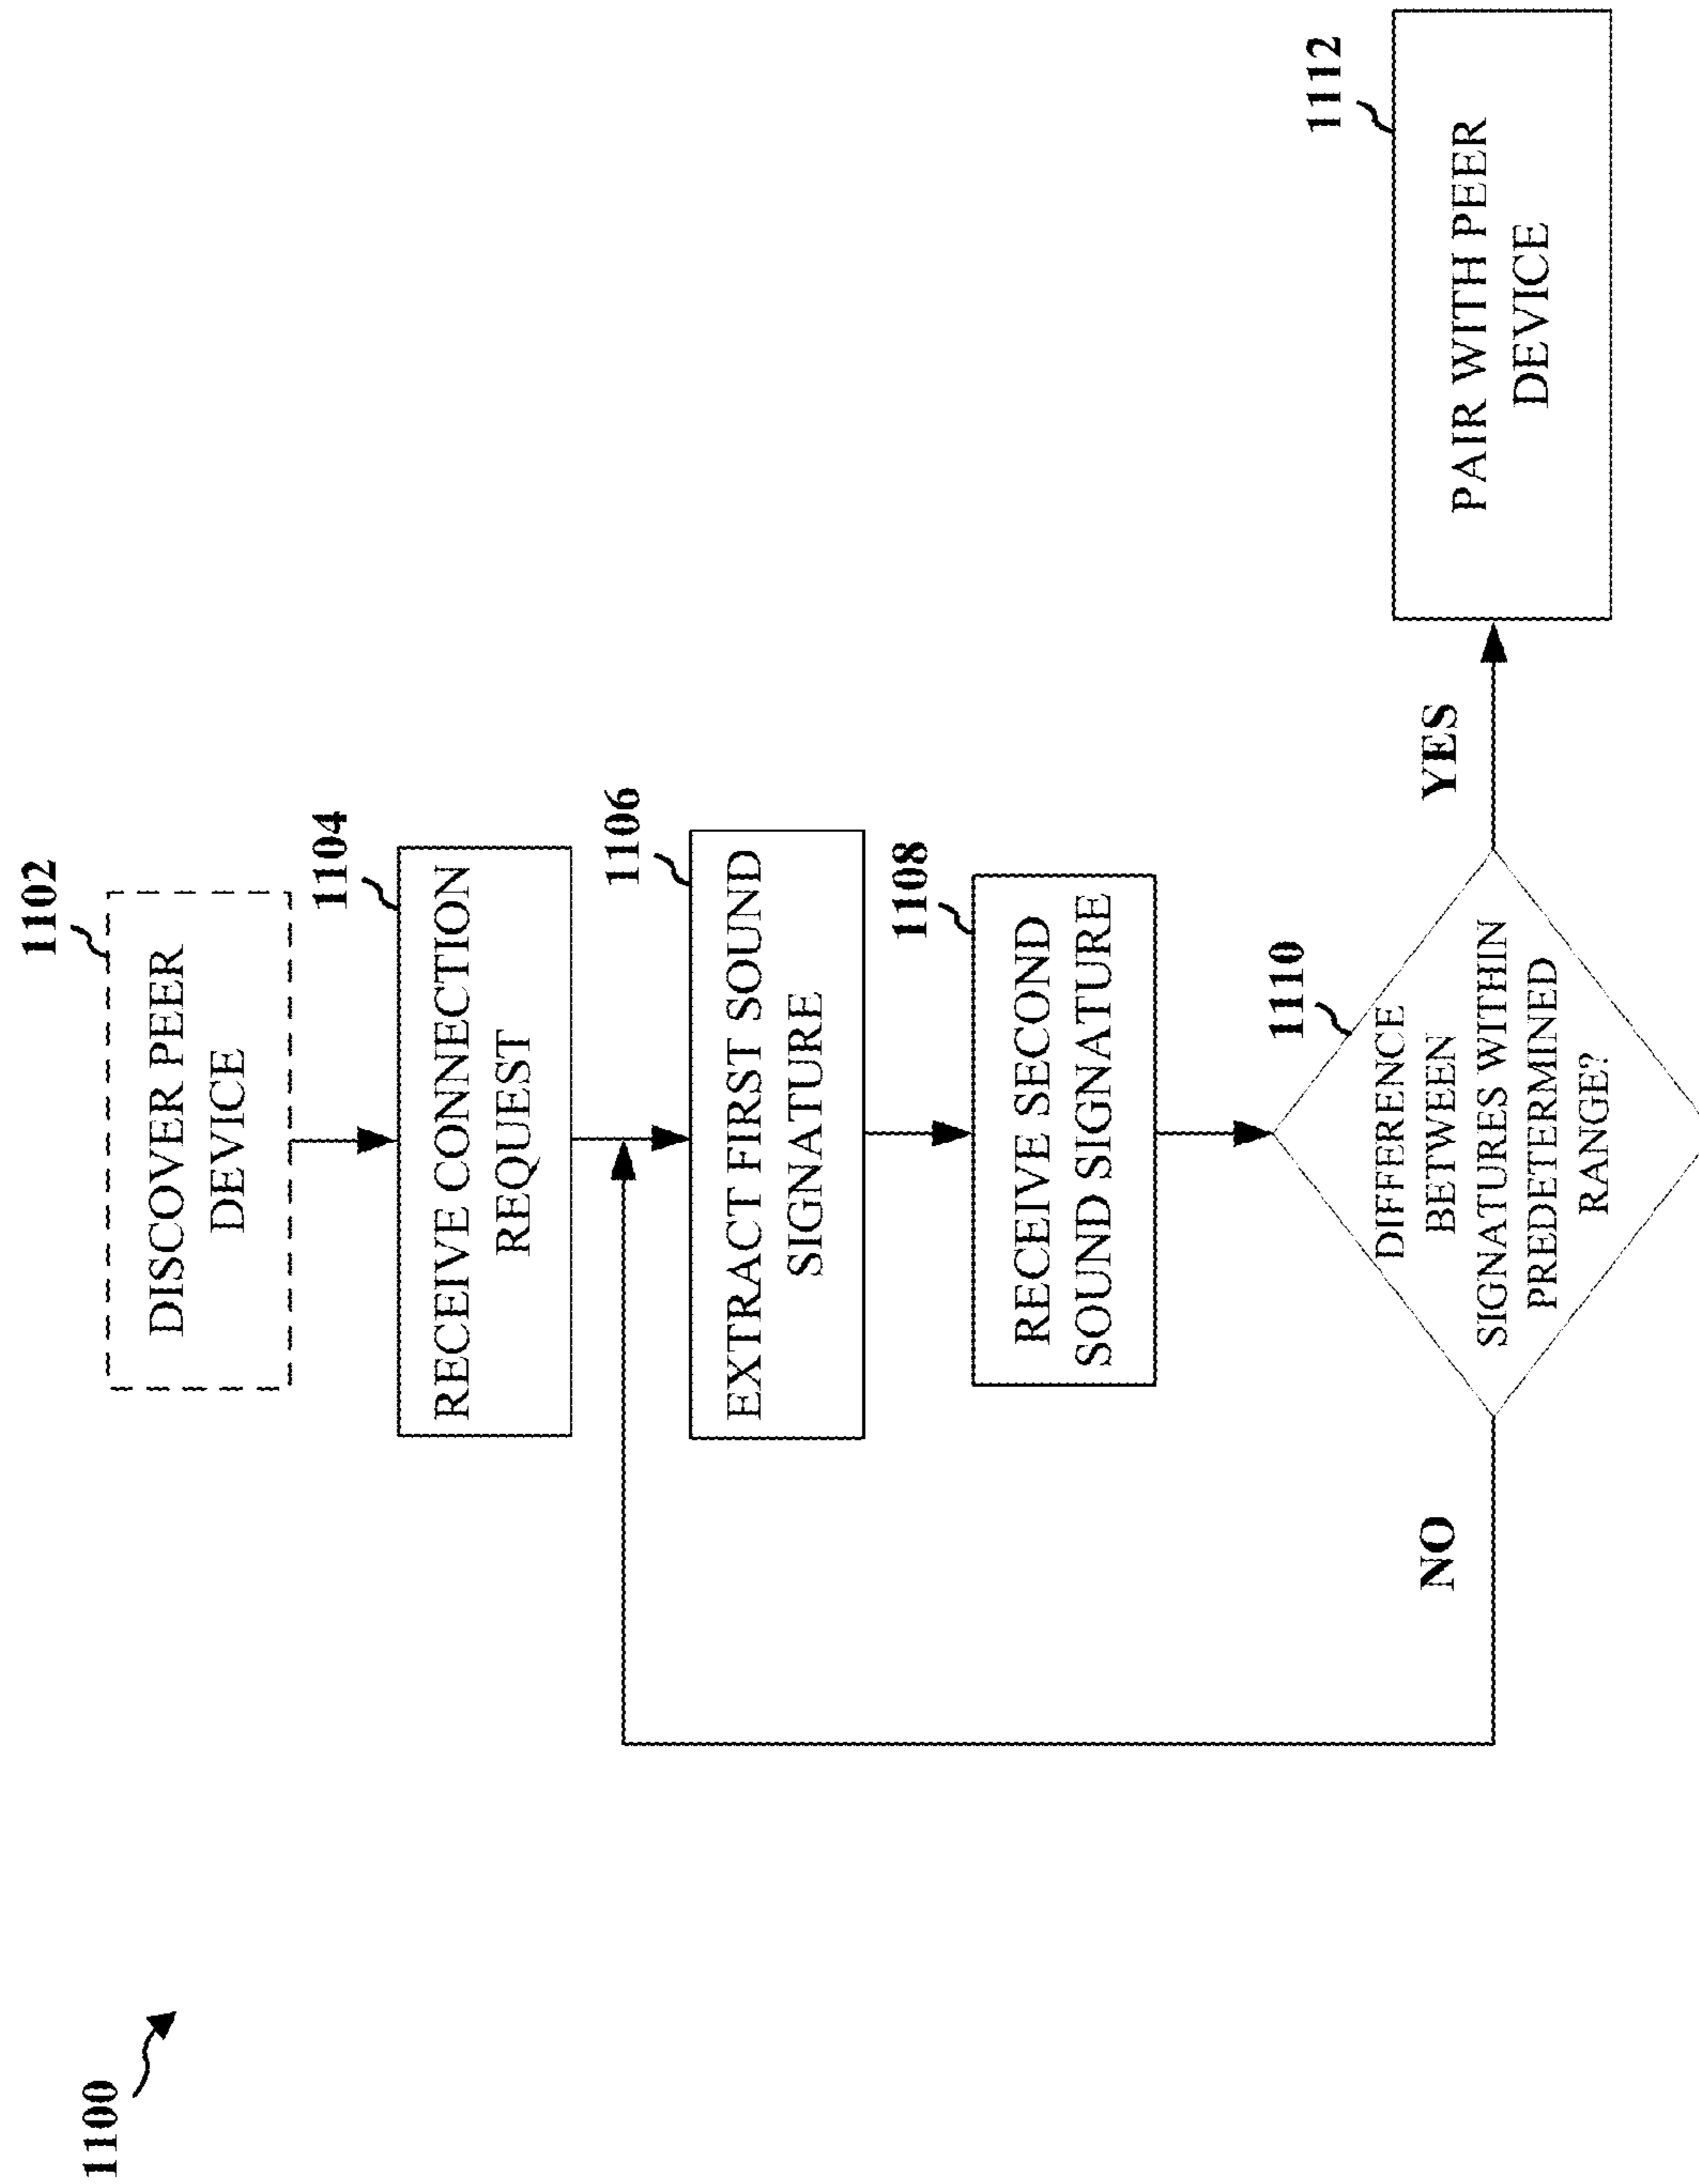 1100
1102
DISCOVER PEER
DEVICE
1104
RECEIVE CONNECTION
REQUEST
1106
EXTRACT FIRST SOUND
SIGNATURE
1108
RECEIVE SECOND
SOUND SIGNATURE
1110
DIFFERENCE
BETWEEN
SIGNATURES WITHIN
PREDETERMINED
RANGE?
NO
YES
1112
PAIR WITH PEER
DEVICE